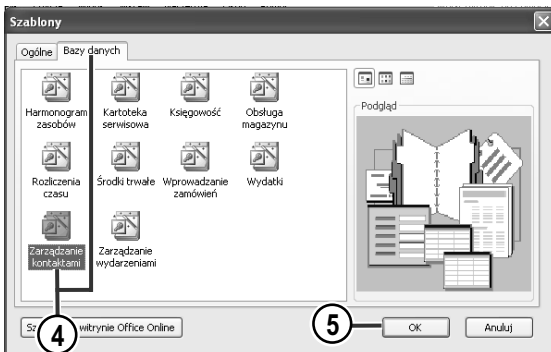 Szablony
Ogólne Bazy danych
Harmonogram zasobów
Kartoteka serwisowa
Księgowość
Obsługa magazynu
Rozliczenia czasu
Środki trwałe
Wprowadzanie zamówień
Wydatki
Zarządzanie kontaktami
Zarządzanie wydarzeniami
Podgląd
witrynie Office Online
OK
Anuluj
4
5